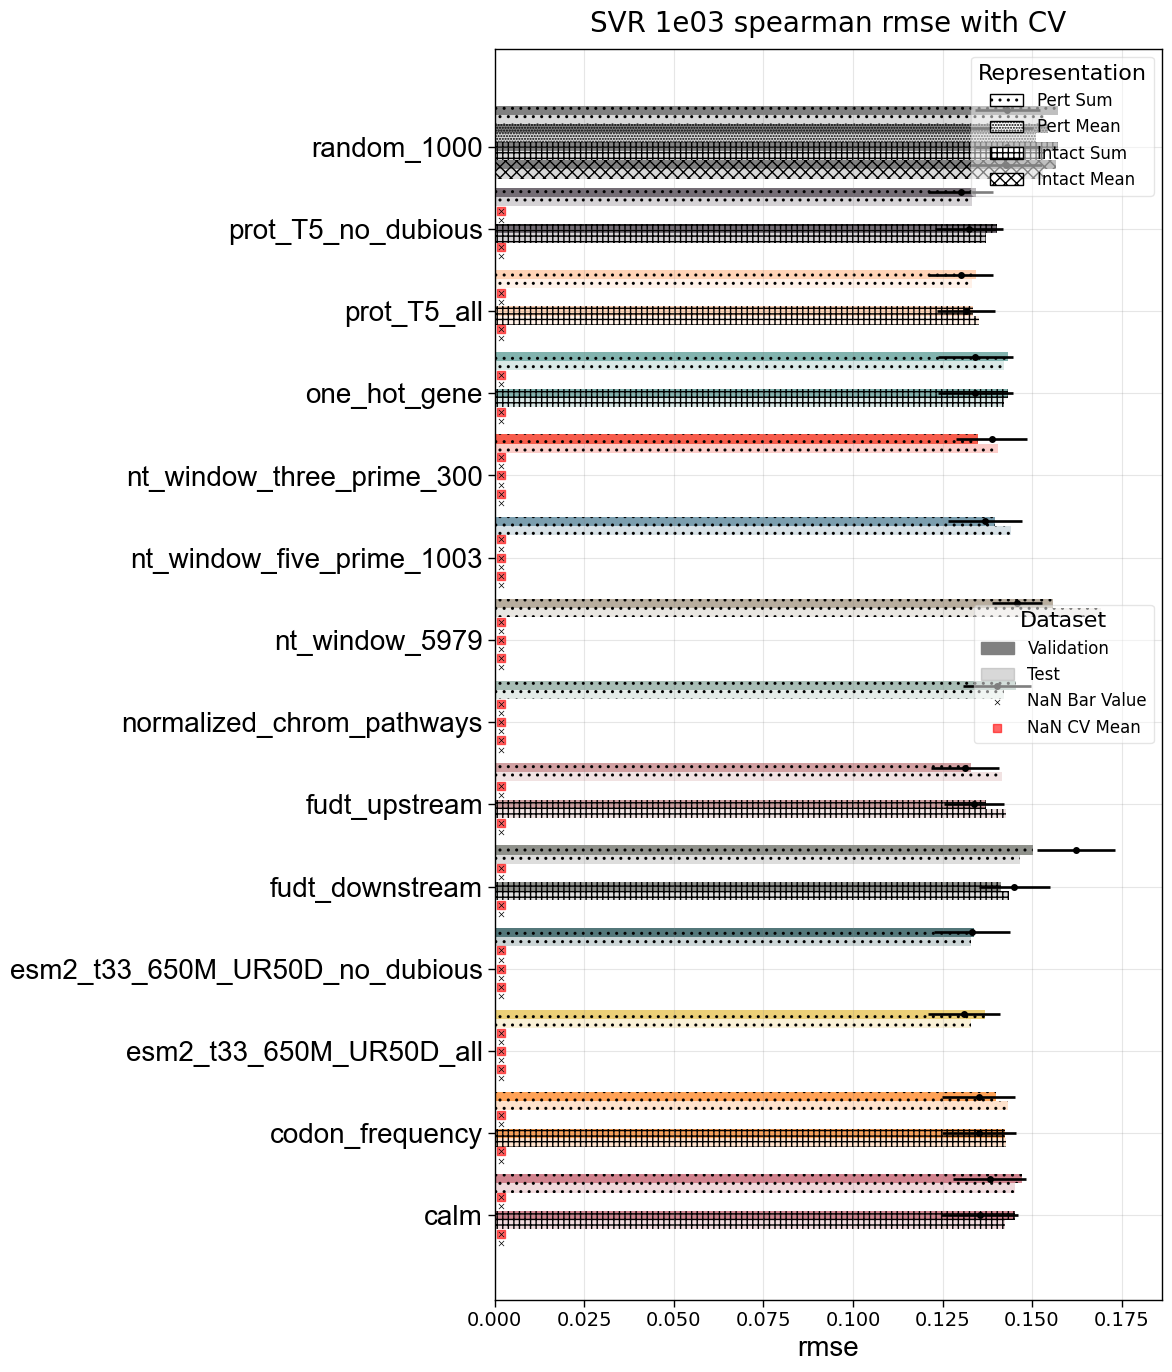 SVR 1e03 spearman rmse with CV
Representation
Pert Sum
Pert Mean
Intact Sum
Intact Mean
random_1000
prot_T5_no_dubious
prot_T5_all
one_hot_gene
nt_window_three_prime_300
nt_window_five_prime_1003
nt_window_5979
Dataset
Validation
Test
NaN Bar Value
NaN CV Mean
normalized_chrom_pathways
fudt_upstream
fudt_downstream
esm2_t33_650M_UR50D_no_dubious
esm2_t33_650M_UR50D_all
codon_frequency
calm
0.000 0.025 0.050 0.075 0.100 0.125 0.150 0.175
rmse